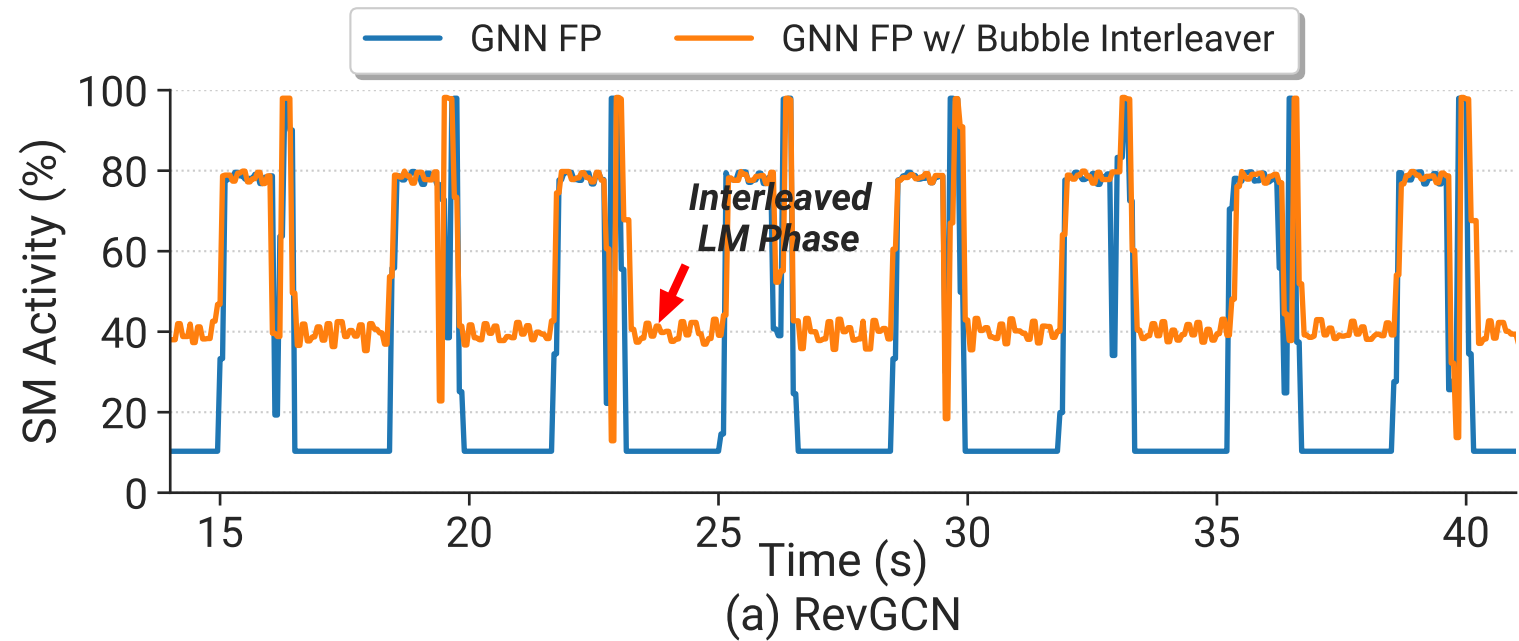 GNN FP
GNN FP w/ Bubble Interleaver
100
80
60
40
20
0
SM Activity (%)
Interleaved
LM Phase
15
20
25
30
35
40
Time (s)
(a) RevGCN